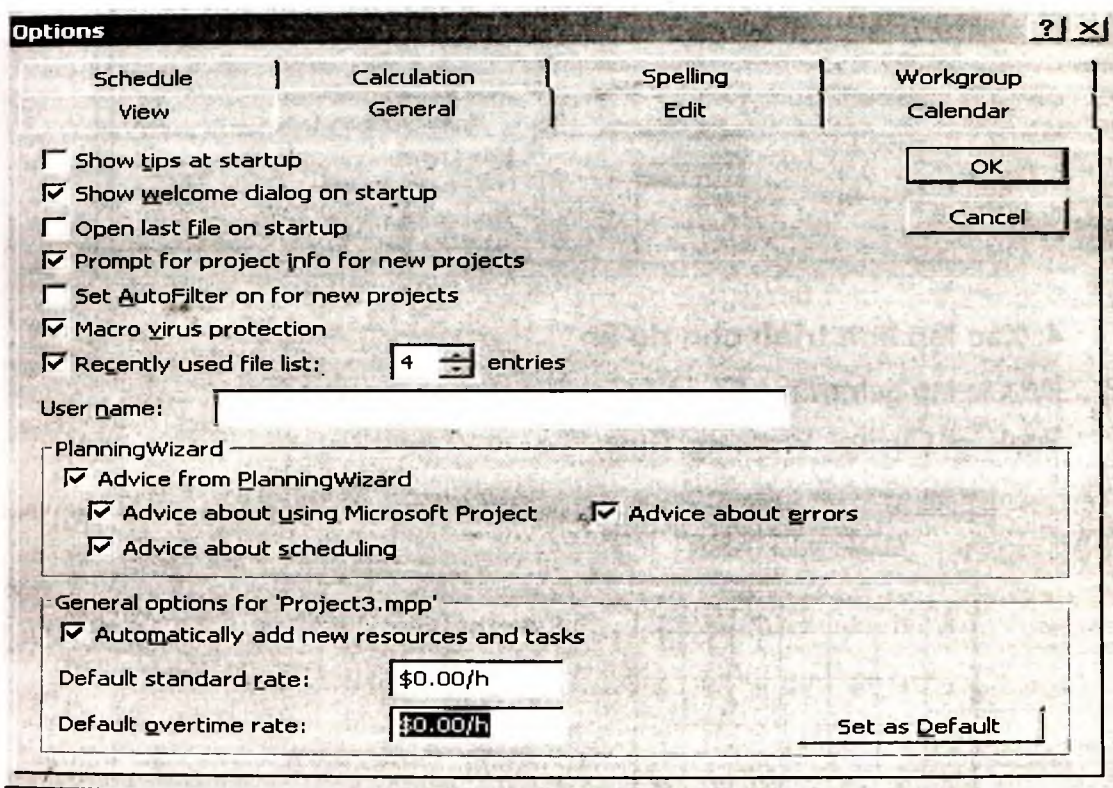 Options
Schedule Calculation Spelling Workgroup
View General Edit Calendar
Show tips at startup
OK
Show welcome dialog on startup
Cancel
Open last file on startup
Prompt for project info for new projects
Set AutoFilter on for new projects
Macro virus protection
Recently used file list: 4 entries
User name:
PlanningWizard
Advice from PlanningWizard
Advice about using Microsoft Project Advice about errors
Advice about scheduling
General options for 'Project3.mpp'
Automatically add new resources and tasks
Default standard rate: $0.00/h
Default overtime rate: $0.00/h Set as Default